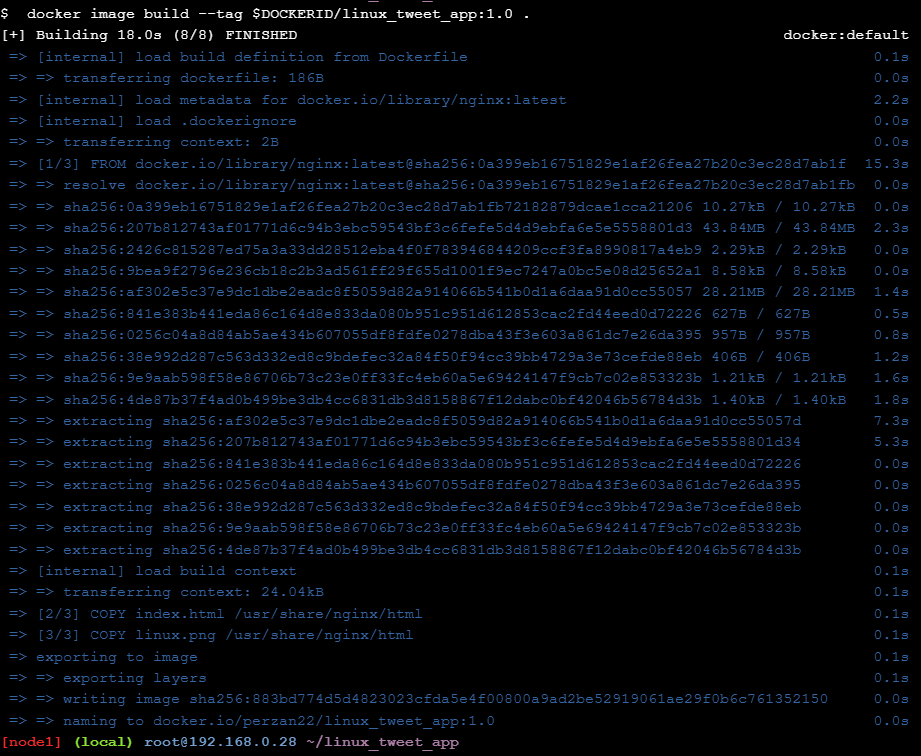 $  docker image build --tag $DOCKERID/linux_tweet_app:1.0 .
[+] Building 18.0s (8/8) FINISHED docker:default
=> [internal] load build definition from Dockerfile 0.1s
=> => transferring dockerfile: 186B 0.0s
=> [internal] load metadata for docker.io/library/nginx:latest 2.2s
=> [internal] load .dockerignore 0.0s
=> => transferring context: 2B 0.0s
=> [1/3] FROM docker.io/library/nginx:latest@sha256:0a399eb16751829e1af26fea27b20c3ec28d7ab1f 15.3s
=> => resolve docker.io/library/nginx:latest@sha256:0a399eb16751829e1af26fea27b20c3ec28d7ab1fb 0.0s
=> => sha256:0a399eb16751829e1af26fea27b20c3ec28d7ab1fb72182879dcae1cca21206 10.27kB / 10.27kB 0.0s
=> => sha256:207b812743af01771d6c94b3ebc59543bf3c6fefe5d4d9ebfa6e5e5558801d3 43.84MB / 43.84MB 2.3s
=> => sha256:2426c815287ed75a3a33dd28512eba4f0f783946844209ccf3fa8990817a4eb9 2.29kB / 2.29kB 0.0s
=> => sha256:9bea9f2796e236cb18c2b3ad561ff29f655d1001f9ec7247a0bc5e08d25652a1 8.58kB / 8.58kB 0.0s
=> => sha256:af302e5c37e9dc1dbe2eadc8f5059d82a914066b541b0d1a6daa91d0cc55057 28.21MB / 28.21MB 1.4s
=> => sha256:841e383b441eda86c164d8e833da080b951c951d612853cac2fd44eed0d72226 627B / 627B 0.5s
=> => sha256:0256c04a8d84ab5ae434b607055df8fdfe0278dba43f3e603a861dc7e26da395 957B / 957B 0.8s
=> => sha256:38e992d287c563d332ed8c9bdefec32a84f50f94cc39bb4729a3e73cefde88eb 406B / 406B 1.2s
=> => sha256:9e9aab598f58e86706b73c23e0ff33fc4eb60a5e69424147f9cb7c02e853323b 1.21kB / 1.21kB 1.6s
=> => sha256:4de87b37f4ad0b499be3db4cc6831db3d8158867f12dabc0bf42046b56784d3b 1.40kB / 1.40kB 1.8s
=> => extracting sha256:af302e5c37e9dc1dbe2eadc8f5059d82a914066b541b0d1a6daa91d0cc55057d 7.3s
=> => extracting sha256:207b812743af01771d6c94b3ebc59543bf3c6fefe5d4d9ebfa6e5e5558801d34 5.3s
=> => extracting sha256:841e383b441eda86c164d8e833da080b951c951d612853cac2fd44eed0d72226 0.0s
=> => extracting sha256:0256c04a8d84ab5ae434b607055df8fdfe0278dba43f3e603a861dc7e26da395 0.0s
=> => extracting sha256:38e992d287c563d332ed8c9bdefec32a84f50f94cc39bb4729a3e73cefde88eb 0.0s
=> => extracting sha256:9e9aab598f58e86706b73c23e0ff33fc4eb60a5e69424147f9cb7c02e853323b 0.0s
=> => extracting sha256:4de87b37f4ad0b499be3db4cc6831db3d8158867f12dabc0bf42046b56784d3b 0.0s
=> [internal] load build context 0.1s
=> => transferring context: 24.04kB 0.1s
=> [2/3] COPY index.html /usr/share/nginx/html 0.1s
=> [3/3] COPY linux.png /usr/share/nginx/html 0.1s
=> exporting to image 0.1s
=> => exporting layers 0.1s
=> => writing image sha256:883bd774d5d4823023cfda5e4f00800a9ad2be52919061ae29f0b6c761352150 0.0s
=> => naming to docker.io/perzan22/linux_tweet_app:1.0 0.0s
[node1] (local) root@192.168.0.28 ~/linux_tweet_app